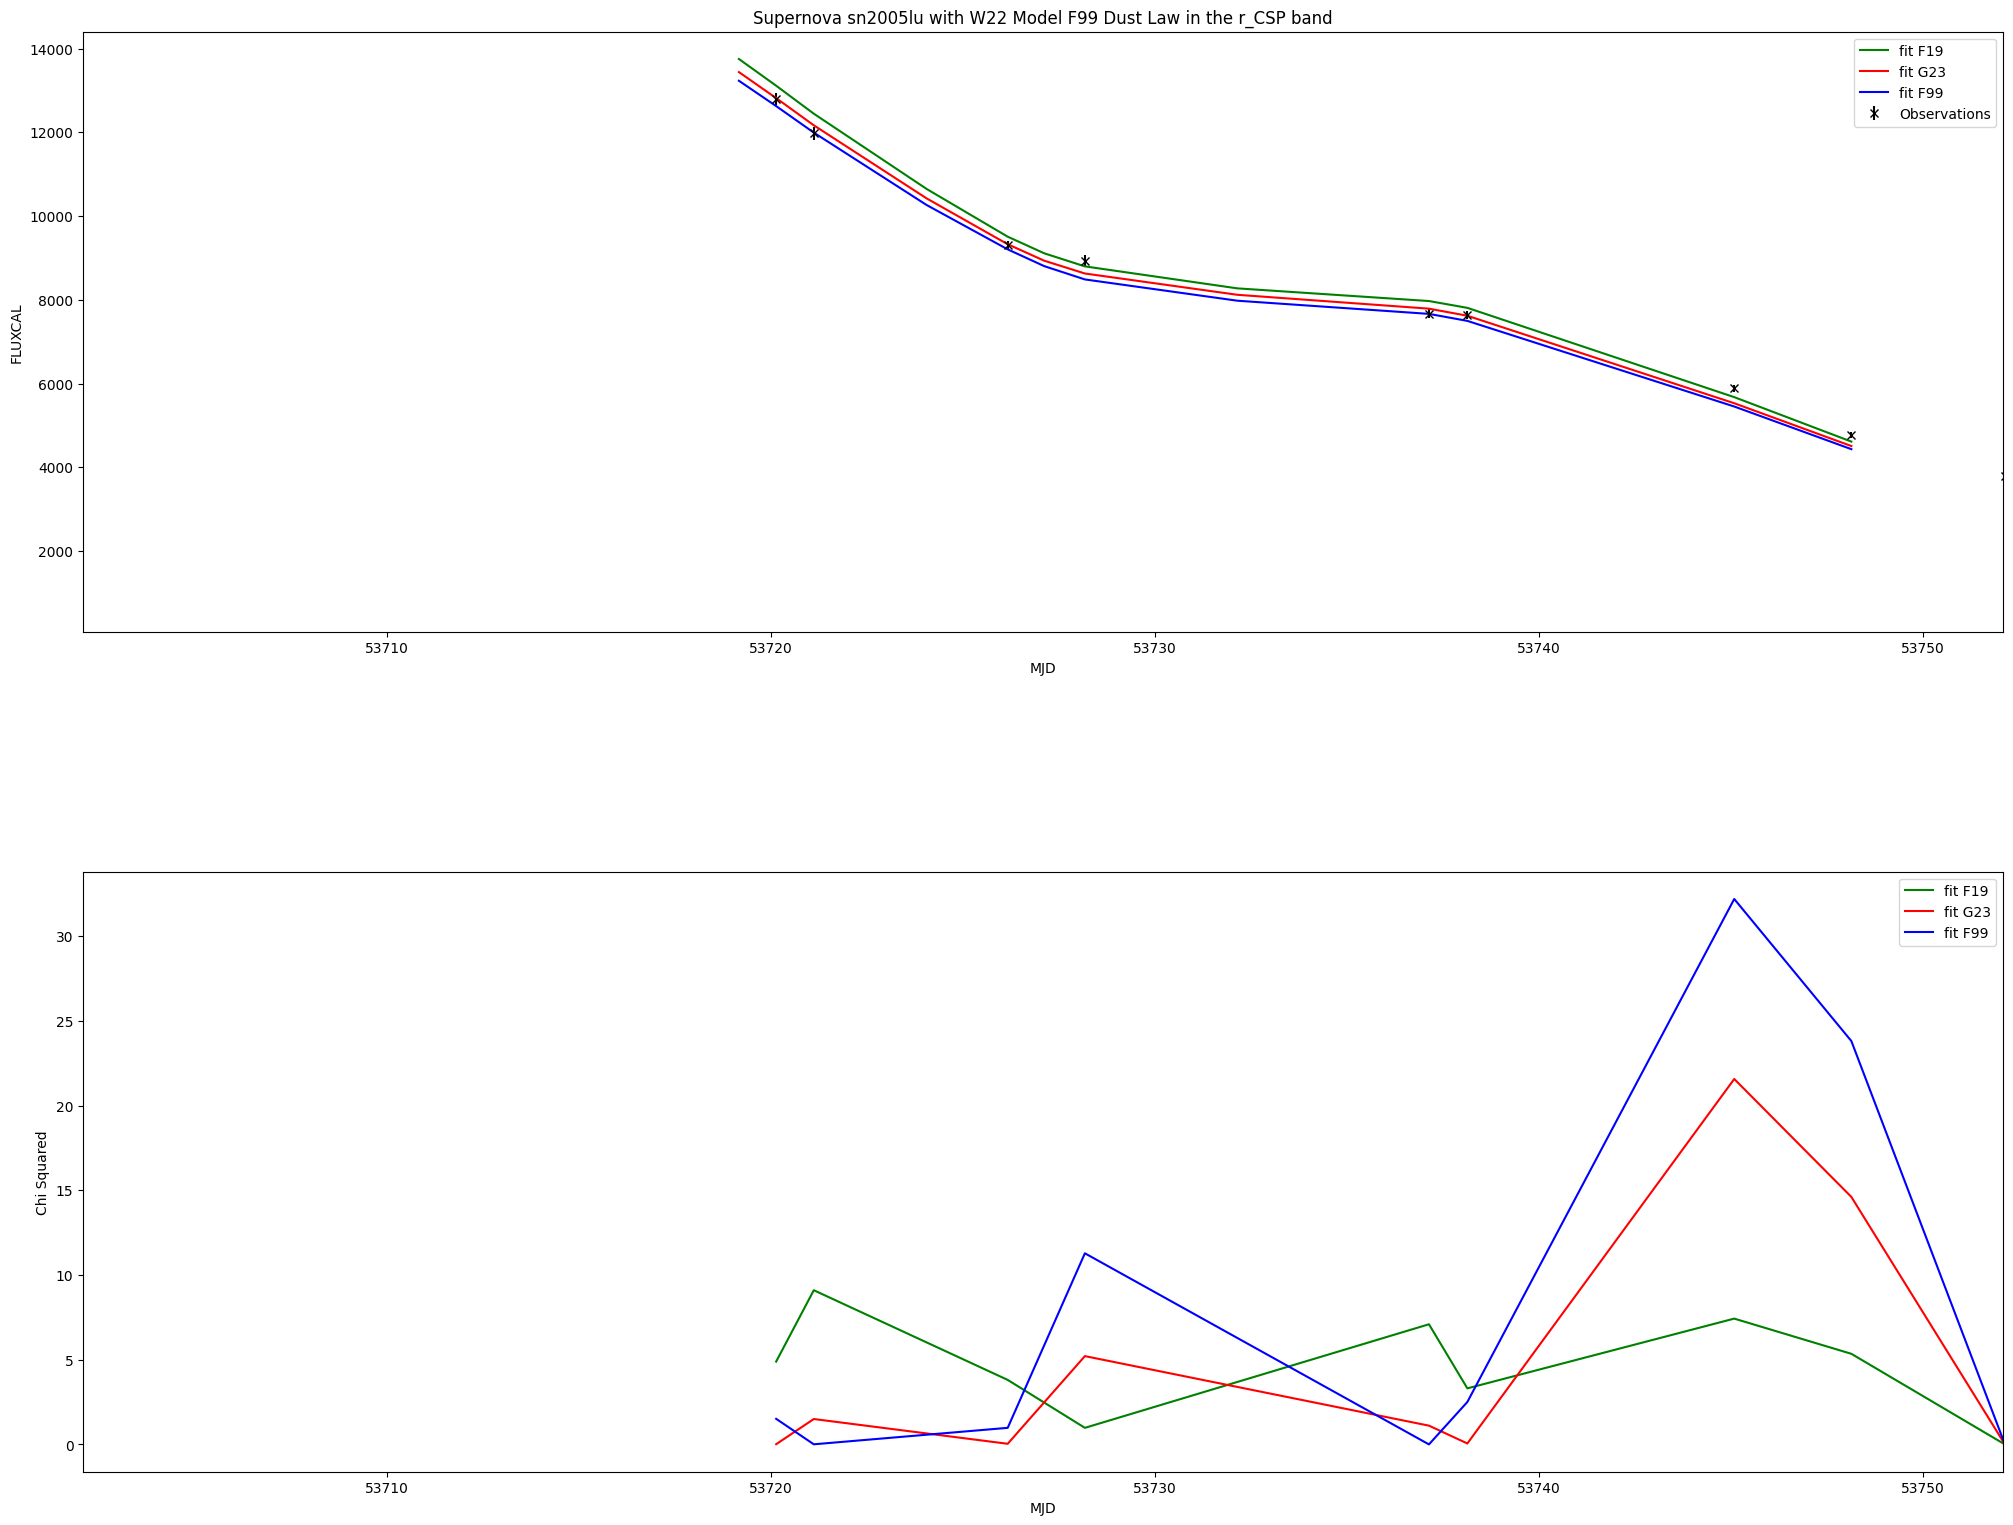 Supernova sn2005lu with W22 Model F99 Dust Law in the r_CSP band
14000
12000
10000
8000
6000
4000
2000
FLUXCAL
fit F19
fit G23
fit F99
Observations
53710
53720
53730
53740
53750
MJD
30
25
20
15
10
5
0
Chi Squared
fit F19
fit G23
fit F99
53710
53720
53730
53740
53750
MJD